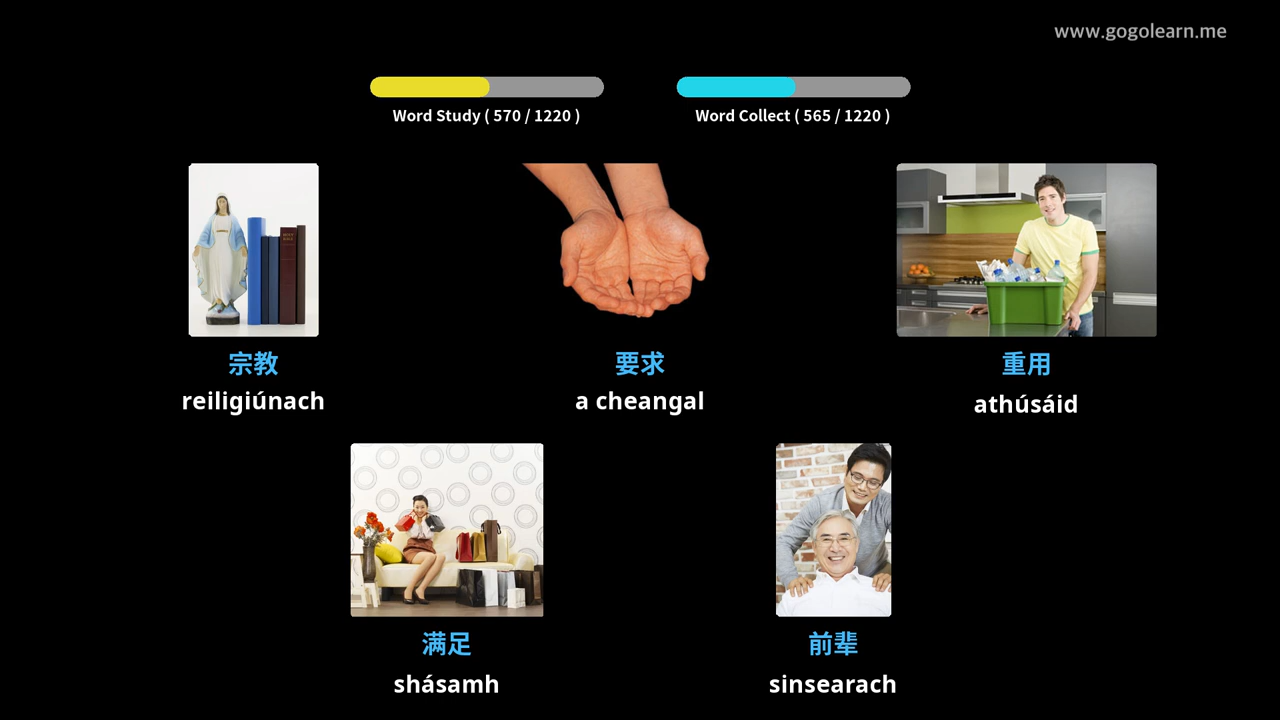 www.gogolearn.me
Word Study ( 570 / 1220 )
Word Collect ( 565 / 1220 )
宗教
reiligiúnach
要求
a cheangal
重用
athúsáid
满足
shásamh
前辈
sinsearach